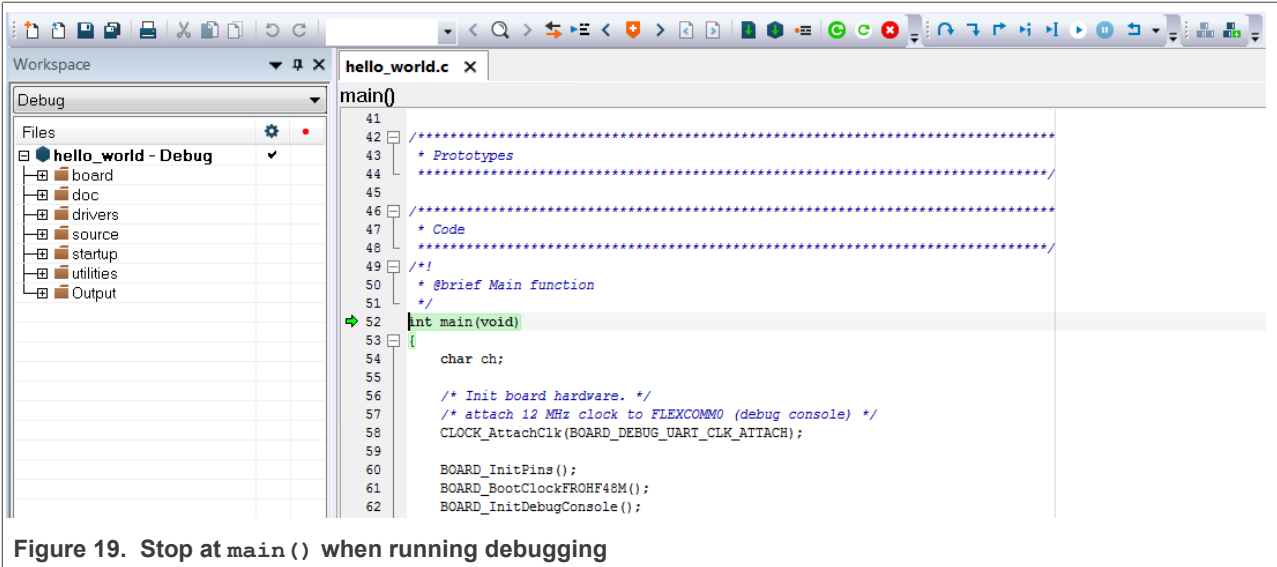 Workspace
Debug
Files
hello_world - Debug
board
doc
drivers
source
startup
utilities
Output
hello_world.c
main()
41
42 /*******************************************************************************
43  * Prototypes
44  ******************************************************************************/
45
46 /*******************************************************************************
47  * Code
48  ******************************************************************************/
49 /*!
50  * @brief Main function
51  */
52 int main(void)
53 {
54     char ch;
55
56     /* Init board hardware. */
57     /* attach 12 MHz clock to FLEXCOMM0 (debug console) */
58     CLOCK_AttachClk(BOARD_DEBUG_UART_CLK_ATTACH);
59
60     BOARD_InitPins();
61     BOARD_BootClockFROHF48M();
62     BOARD_InitDebugConsole();
Figure 19. Stop at main() when running debugging